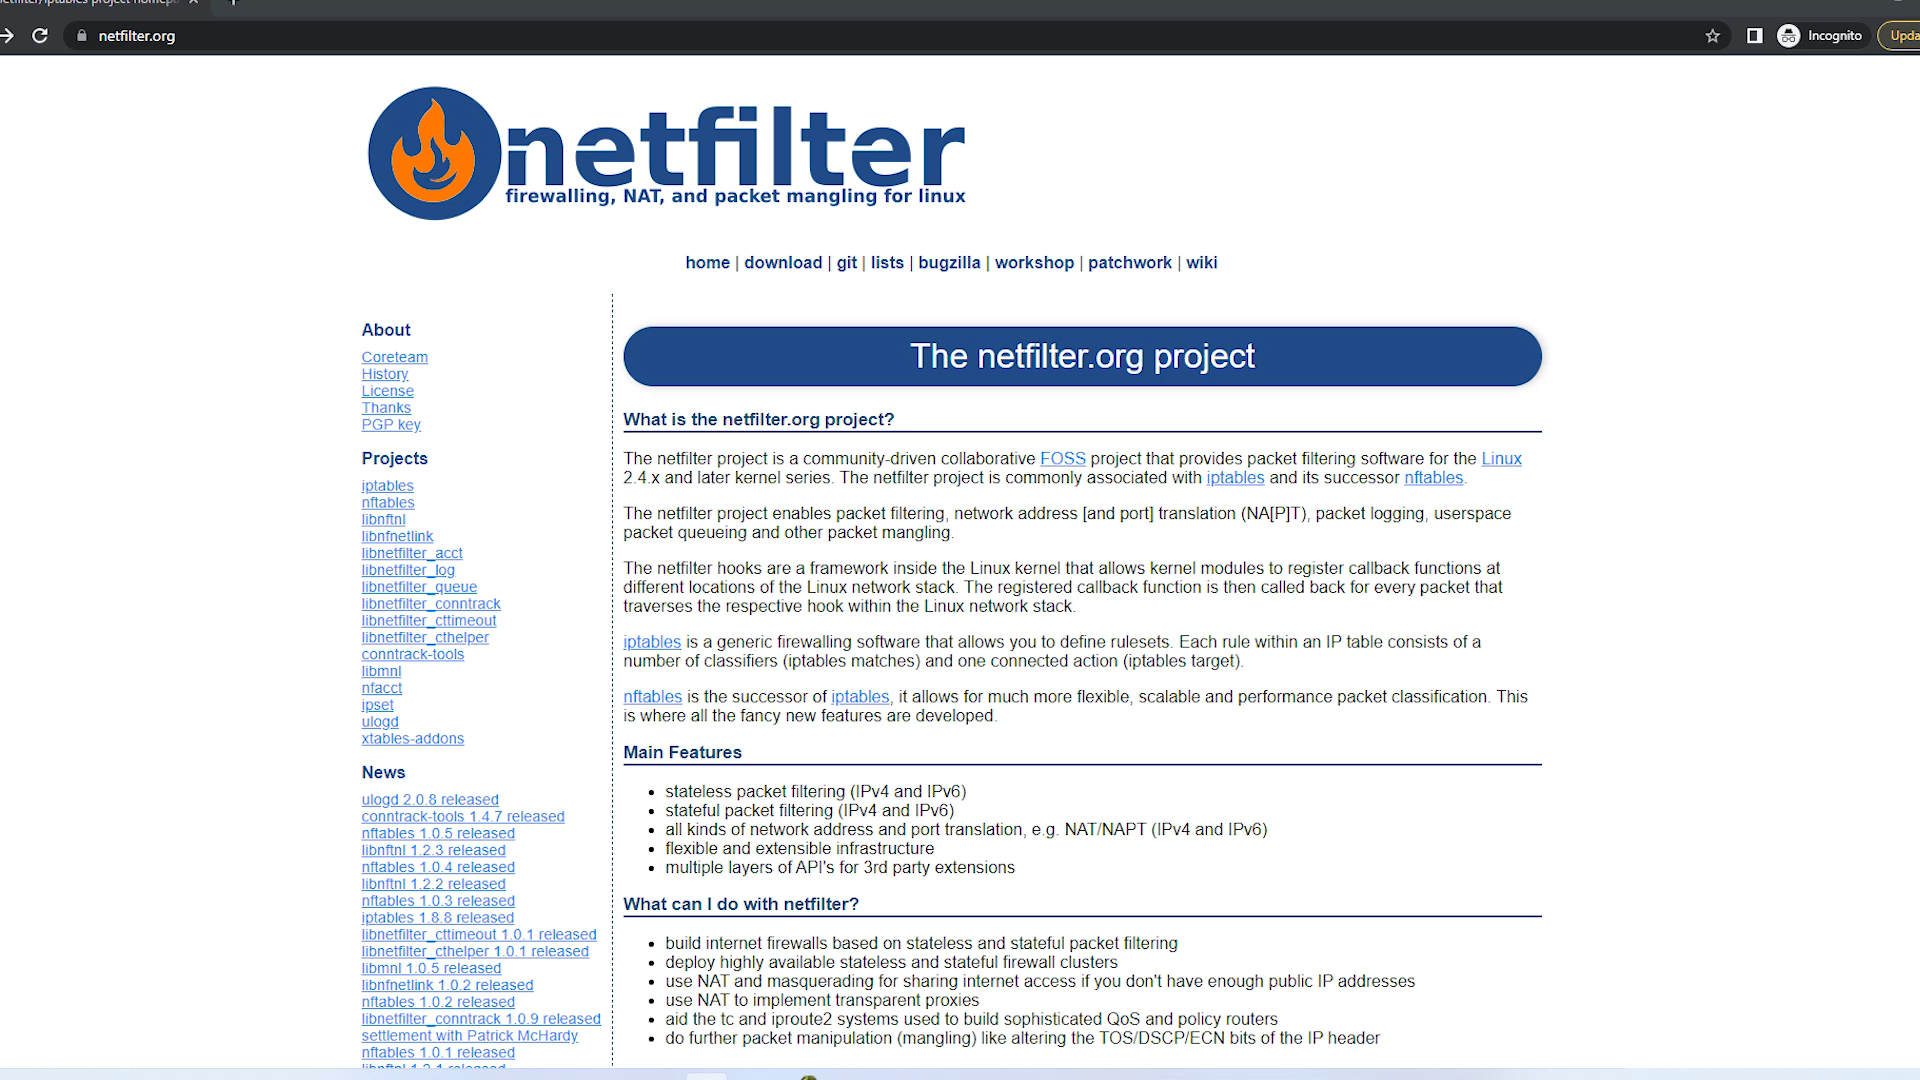 netfilter/iptables project homep
netfilter.org
Incognito
Upda
netfilter
firewalling, NAT, and packet mangling for linux
home | download | git | lists | bugzilla | workshop | patchwork | wiki
About
Coreteam
History
License
Thanks
PGP key
Projects
iptables
nftables
libnftnl
libnfnetlink
libnetfilter_acct
libnetfilter_log
libnetfilter_queue
libnetfilter_conntrack
libnetfilter_cttimeout
libnetfilter_cthelper
conntrack-tools
libmnl
nfacct
ipset
ulogd
xtables-addons
News
ulogd 2.0.8 released
conntrack-tools 1.4.7 released
nftables 1.0.5 released
libnftnl 1.2.3 released
nftables 1.0.4 released
libnftnl 1.2.2 released
nftables 1.0.3 released
iptables 1.8.8 released
libnetfilter_cttimeout 1.0.1 released
libnetfilter_cthelper 1.0.1 released
libmnl 1.0.5 released
libnfnetlink 1.0.2 released
nftables 1.0.2 released
libnetfilter_conntrack 1.0.9 released
settlement with Patrick McHardy
nftables 1.0.1 released
libnftnl 1.2.1 released
The netfilter.org project
What is the netfilter.org project?
The netfilter project is a community-driven collaborative FOSS project that provides packet filtering software for the Linux
2.4.x and later kernel series. The netfilter project is commonly associated with iptables and its successor nftables.
The netfilter project enables packet filtering, network address [and port] translation (NA[P]T), packet logging, userspace
packet queueing and other packet mangling.
The netfilter hooks are a framework inside the Linux kernel that allows kernel modules to register callback functions at
different locations of the Linux network stack. The registered callback function is then called back for every packet that
traverses the respective hook within the Linux network stack.
iptables is a generic firewalling software that allows you to define rulesets. Each rule within an IP table consists of a
number of classifiers (iptables matches) and one connected action (iptables target).
nftables is the successor of iptables, it allows for much more flexible, scalable and performance packet classification. This
is where all the fancy new features are developed.
Main Features
• stateless packet filtering (IPv4 and IPv6)
• stateful packet filtering (IPv4 and IPv6)
• all kinds of network address and port translation, e.g. NAT/NAPT (IPv4 and IPv6)
• flexible and extensible infrastructure
• multiple layers of API's for 3rd party extensions
What can I do with netfilter?
• build internet firewalls based on stateless and stateful packet filtering
• deploy highly available stateless and stateful firewall clusters
• use NAT and masquerading for sharing internet access if you don't have enough public IP addresses
• use NAT to implement transparent proxies
• aid the tc and iproute2 systems used to build sophisticated QoS and policy routers
• do further packet manipulation (mangling) like altering the TOS/DSCP/ECN bits of the IP header